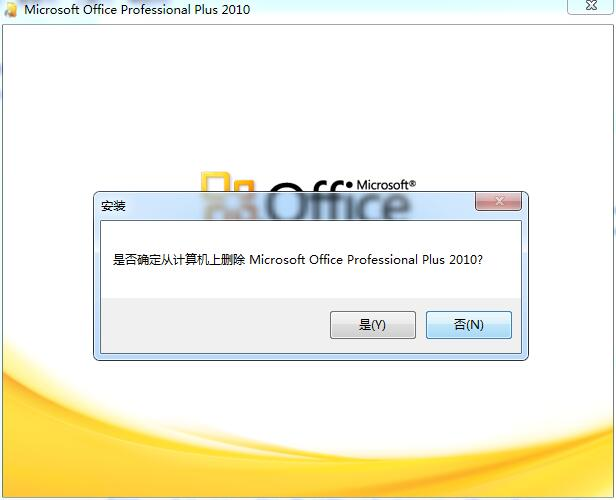 Microsoft Office Professional Plus 2010
Microsoft®
Office
安装
是否确定从计算机上删除 Microsoft Office Professional Plus 2010?
是(Y)
否(N)